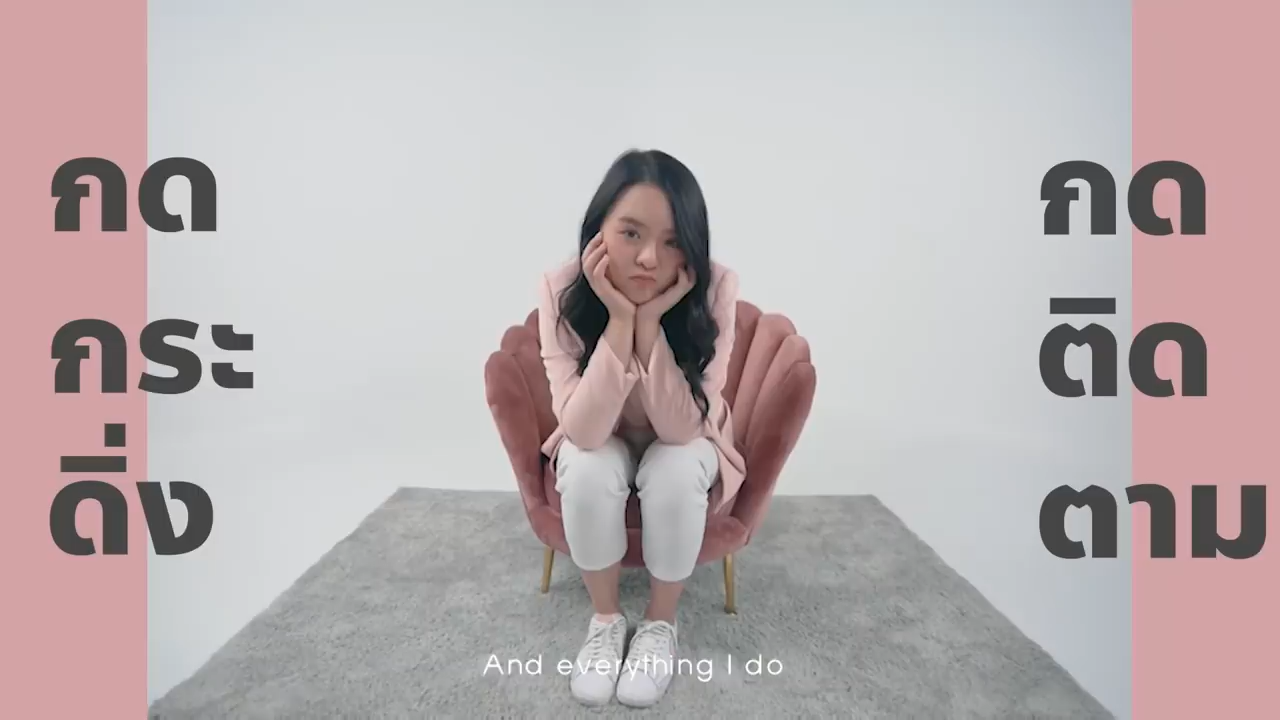 กด
กระ
ดิ่ง
กด
ติด
ตาม
And everything I do